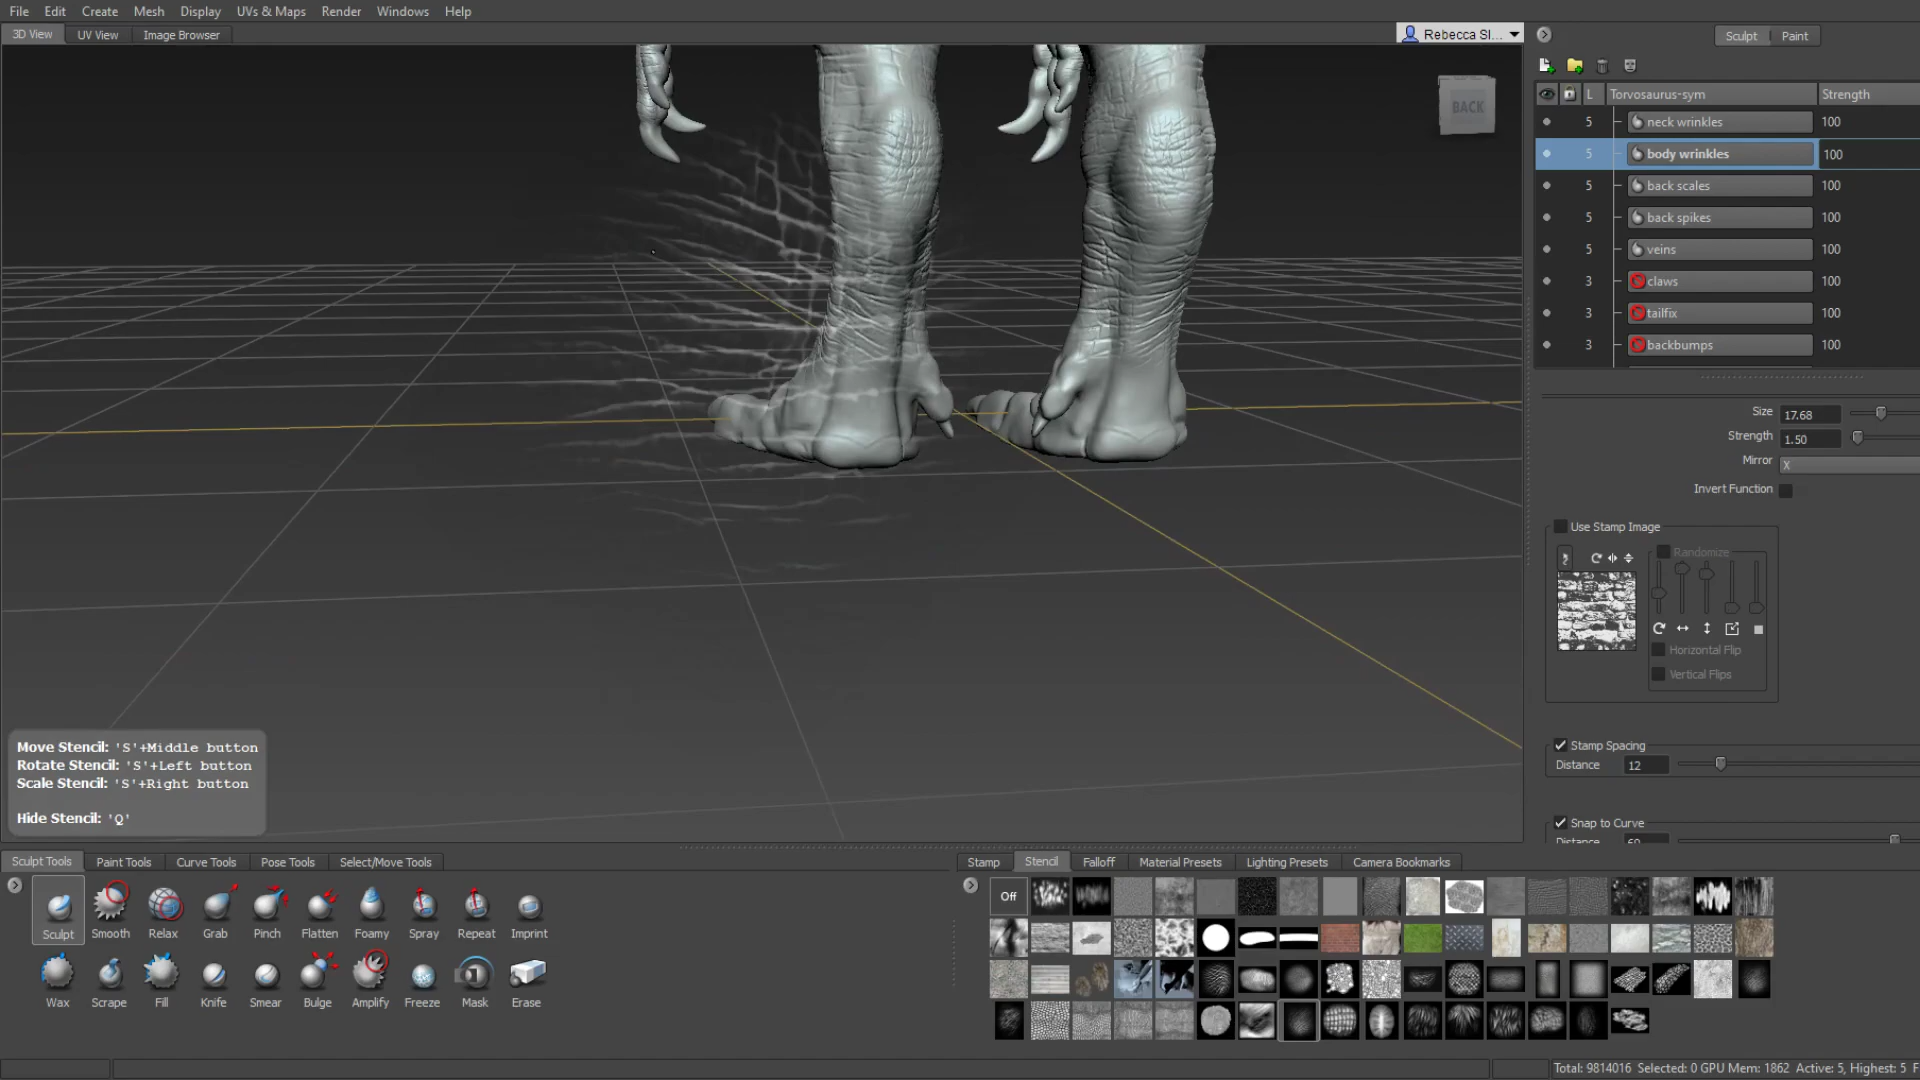 File Edit Create Mesh Display UVs & Maps Render Windows Help
3D View UV View Image Browser
Rebecca Sl...
Sculpt Paint
BACK
L Torvosaurus-sym Strength
5 neck wrinkles 100
5 body wrinkles 100
5 back scales 100
5 back spikes 100
5 veins 100
3 claws 100
3 tailfix 100
3 backbumps 100
Size 17.68
Strength 1.50
Mirror X
Invert Function
Use Stamp Image
Randomize
Horizontal Flip
Vertical Flips
Stamp Spacing
Distance 12
Snap to Curve
Distance 60
Move Stencil: 'S'+Middle button
Rotate Stencil: 'S'+Left button
Scale Stencil: 'S'+Right button
Hide Stencil: 'Q'
Sculpt Tools Paint Tools Curve Tools Pose Tools Select/Move Tools
Sculpt Smooth Relax Grab Pinch Flatten Foamy Spray Repeat Imprint
Wax Scrape Fill Knife Smear Bulge Amplify Freeze Mask Erase
Stamp Stencil Falloff Material Presets Lighting Presets Camera Bookmarks
Off
Total: 9814016 Selected: 0 GPU Mem: 1862 Active: 5, Highest: 5 F